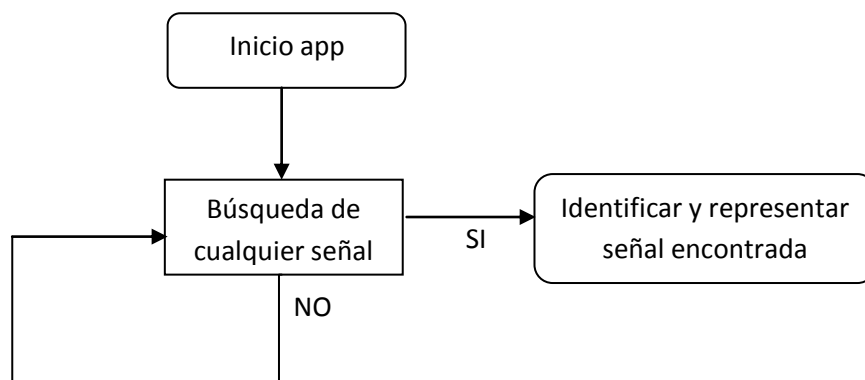 Inicio app
Búsqueda de
cualquier señal
SI
Identificar y representar
señal encontrada
NO